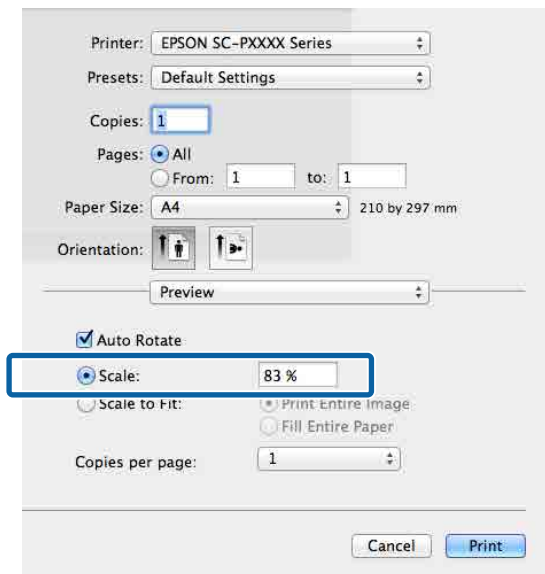 Printer: EPSON SC-PXXXX Series
Presets: Default Settings
Copies: 1
Pages: All
From: 1 to: 1
Paper Size: A4 210 by 297 mm
Orientation:
Preview
Auto Rotate
Scale: 83 %
Scale to Fit: Print Entire Image
Fill Entire Paper
Copies per page: 1
Cancel Print